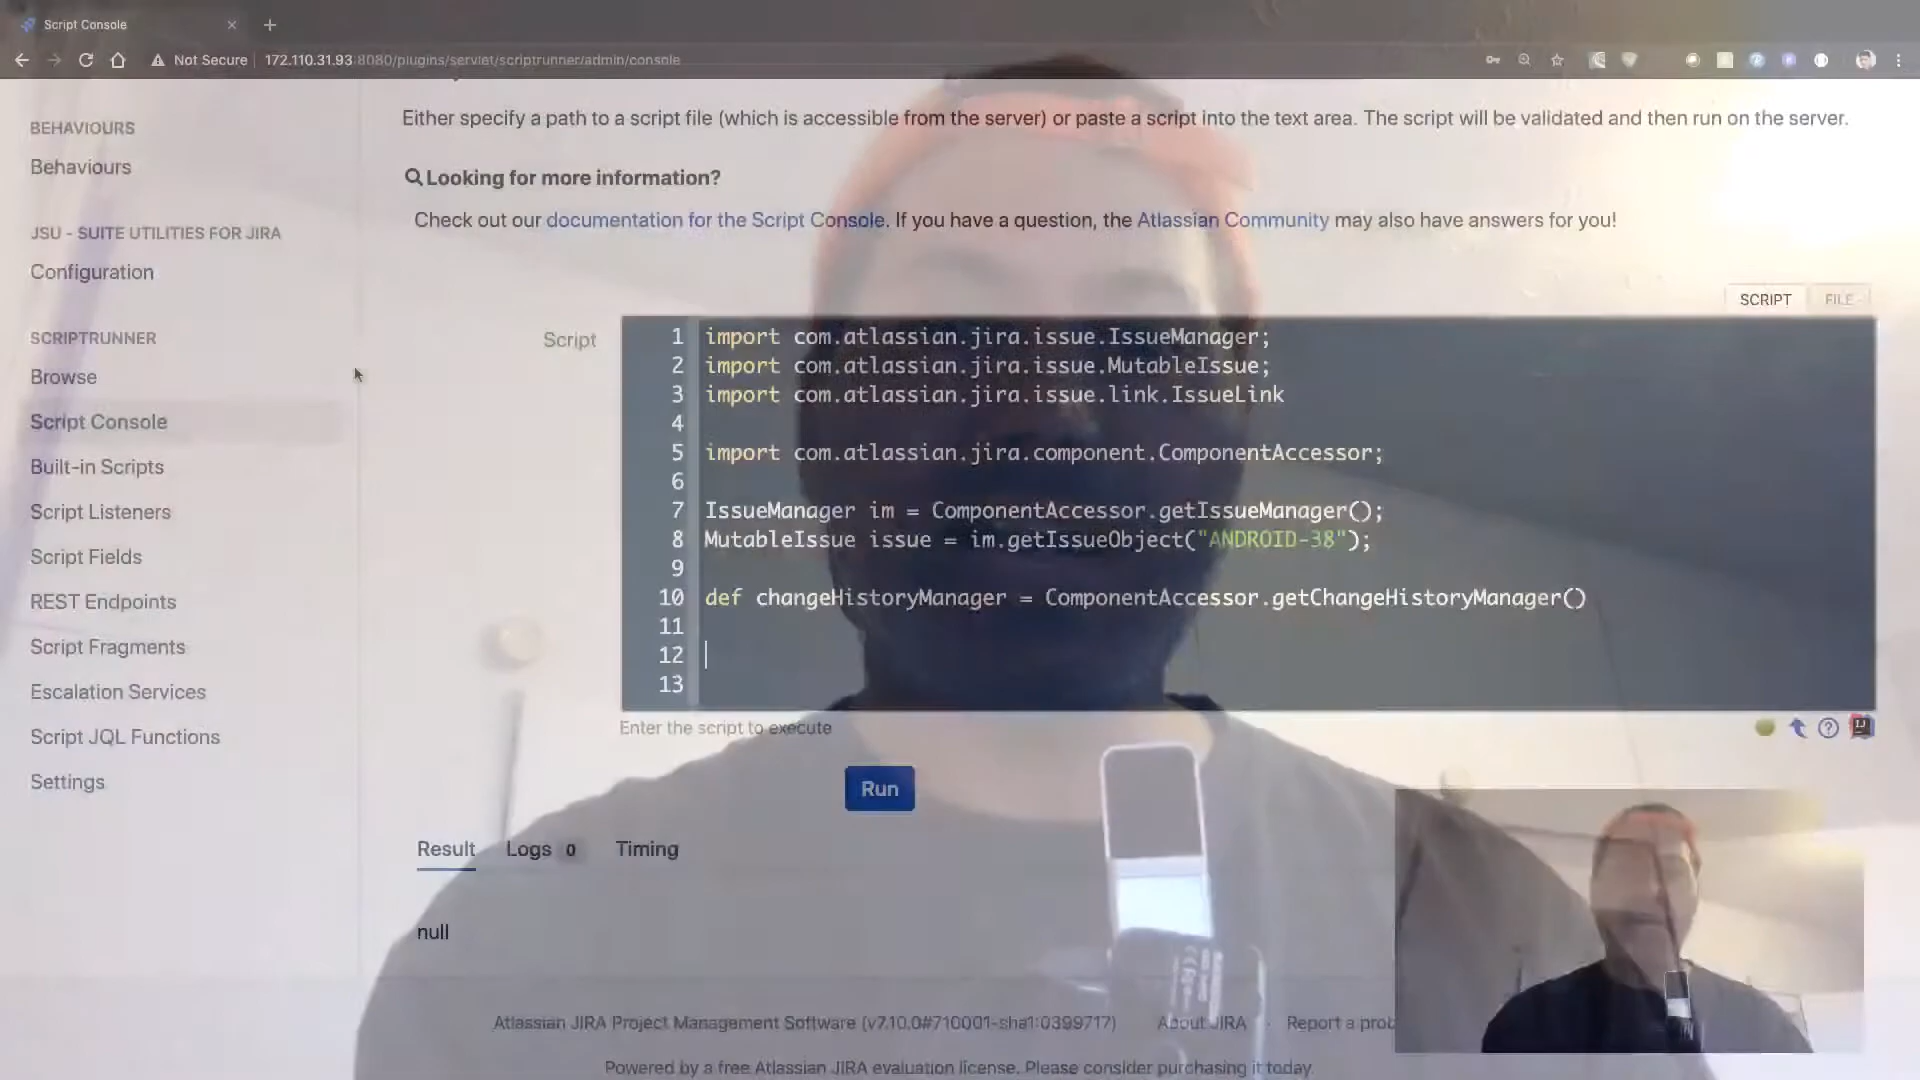 Script Console
Not Secure 172.110.31.93:8080/plugins/servlet/scriptrunner/admin/console
Either specify a path to a script file (which is accessible from the server) or paste a script into the text area. The script will be validated and then run on the server.
Looking for more information?
Check out our documentation for the Script Console. If you have a question, the Atlassian Community may also have answers for you!
BEHAVIOURS
Behaviours
JSU - SUITE UTILITIES FOR JIRA
Configuration
SCRIPTRUNNER
Browse
Script Console
Built-in Scripts
Script Listeners
Script Fields
REST Endpoints
Script Fragments
Escalation Services
Script JQL Functions
Settings
SCRIPT FILE
Script
1 import com.atlassian.jira.issue.IssueManager;
2 import com.atlassian.jira.issue.MutableIssue;
3 import com.atlassian.jira.issue.link.IssueLink
4
5 import com.atlassian.jira.component.ComponentAccessor;
6
7 IssueManager im = ComponentAccessor.getIssueManager();
8 MutableIssue issue = im.getIssueObject("ANDROID-38");
9
10 def changeHistoryManager = ComponentAccessor.getChangeHistoryManager()
11
12
13
Enter the script to execute
Run
Result Logs 0 Timing
null
Atlassian JIRA Project Management Software (v7.10.0#710001-sha1:0399717) · About JIRA · Report a prob
Powered by a free Atlassian JIRA evaluation license. Please consider purchasing it today.